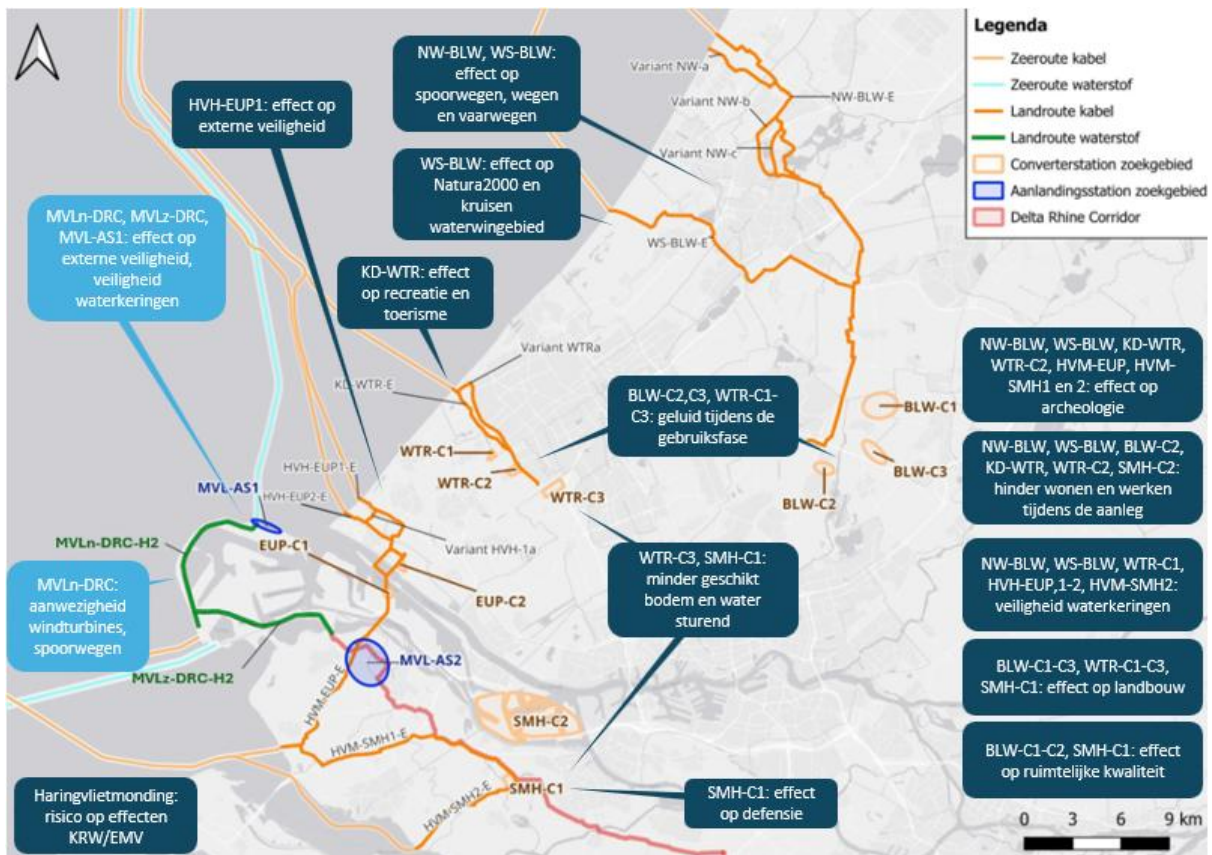 Legenda
Zeeroute kabel
Zeeroute waterstof
Landroute kabel
Landroute waterstof
Converterstation zoekgebied
Aanlandingsstation zoekgebied
Delta Rhine Corridor
NW-BLW, WS-BLW:
effect op
spoorwegen, wegen
en vaarwegen
Variant NW-a
NW-BLW-E
Variant NW-b
Variant NW-c
HVH-EUP1: effect op
externe veiligheid
WS-BLW: effect op
Natura2000 en
kruisen
waterwingebied
WS-BLW-E
MVLn-DRC, MVLz-DRC,
MVL-AS1: effect op
externe veiligheid,
veiligheid
waterkeringen
KD-WTR: effect
op recreatie en
toerisme
Variant WTRa
KD-WTR-E
NW-BLW, WS-BLW, KD-WTR,
WTR-C2, HVM-EUP, HVM-
SMH1 en 2: effect op
archeologie
BLW-C2,C3, WTR-C1-
C3: geluid tijdens de
gebruiksfase
BLW-C1
BLW-C3
BLW-C2
WTR-C1
WTR-C2
WTR-C3
HVH-EUP1-E
HVH-EUP2-E
MVL-AS1
NW-BLW, WS-BLW, BLW-C2,
KD-WTR, WTR-C2, SMH-C2:
hinder wonen en werken
tijdens de aanleg
MVLn-DRC-H2
EUP-C1
Variant HVH-1a
EUP-C2
WTR-C3, SMH-C1:
minder geschikt
bodem en water
sturend
NW-BLW, WS-BLW, WTR-C1,
HVH-EUP,1-2, HVM-SMH2:
veiligheid waterkeringen
MVLn-DRC:
aanwezigheid
windturbines,
spoorwegen
MVLz-DRC-H2
MVL-AS2
HVM-EUP-E
BLW-C1-C3, WTR-C1-C3,
SMH-C1: effect op landbouw
SMH-C2
HVM-SMH1-E
BLW-C1-C2, SMH-C1: effect
op ruimtelijke kwaliteit
SMH-C1
HVM-SMH2-E
SMH-C1: effect
op defensie
Haringvlietmonding:
risico op effecten
KRW/EMV
0 3 6 9 km